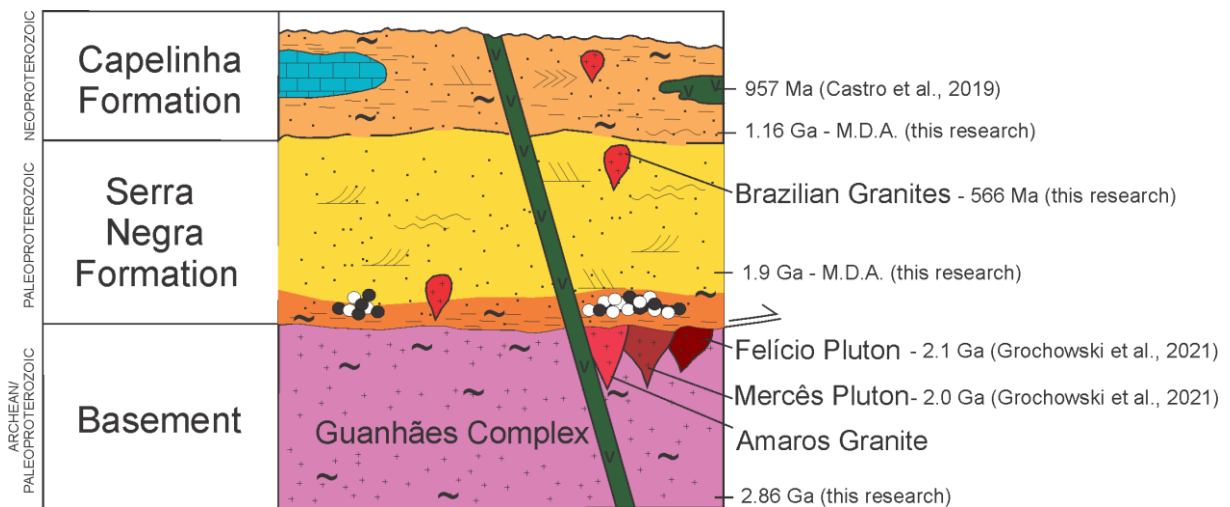 NEOPROTEROZOIC
Capelinha
Formation
957 Ma (Castro et al., 2019)
1.16 Ga - M.D.A. (this research)
PALEOPROTEROZOIC
Serra
Negra
Formation
Brazilian Granites - 566 Ma (this research)
1.9 Ga - M.D.A. (this research)
ARCHEAN/
PALEOPROTEROZOIC
Basement
Guanhães Complex
Felício Pluton - 2.1 Ga (Grochowski et al., 2021)
Mercês Pluton- 2.0 Ga (Grochowski et al., 2021)
Amaros Granite
2.86 Ga (this research)